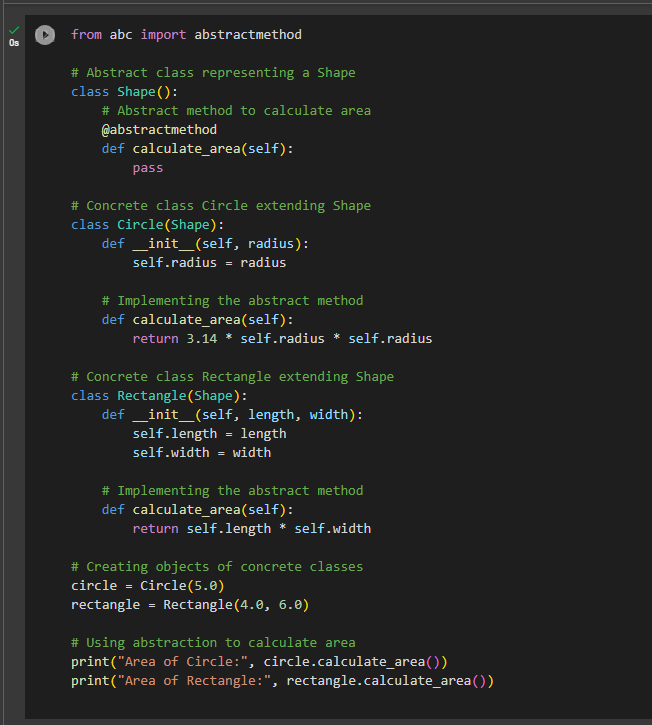 0s
from abc import abstractmethod
# Abstract class representing a Shape
class Shape():
    # Abstract method to calculate area
    @abstractmethod
    def calculate_area(self):
        pass
# Concrete class Circle extending Shape
class Circle(Shape):
    def __init__(self, radius):
        self.radius = radius
    # Implementing the abstract method
    def calculate_area(self):
        return 3.14 * self.radius * self.radius
# Concrete class Rectangle extending Shape
class Rectangle(Shape):
    def __init__(self, length, width):
        self.length = length
        self.width = width
    # Implementing the abstract method
    def calculate_area(self):
        return self.length * self.width
# Creating objects of concrete classes
circle = Circle(5.0)
rectangle = Rectangle(4.0, 6.0)
# Using abstraction to calculate area
print("Area of Circle:", circle.calculate_area())
print("Area of Rectangle:", rectangle.calculate_area())